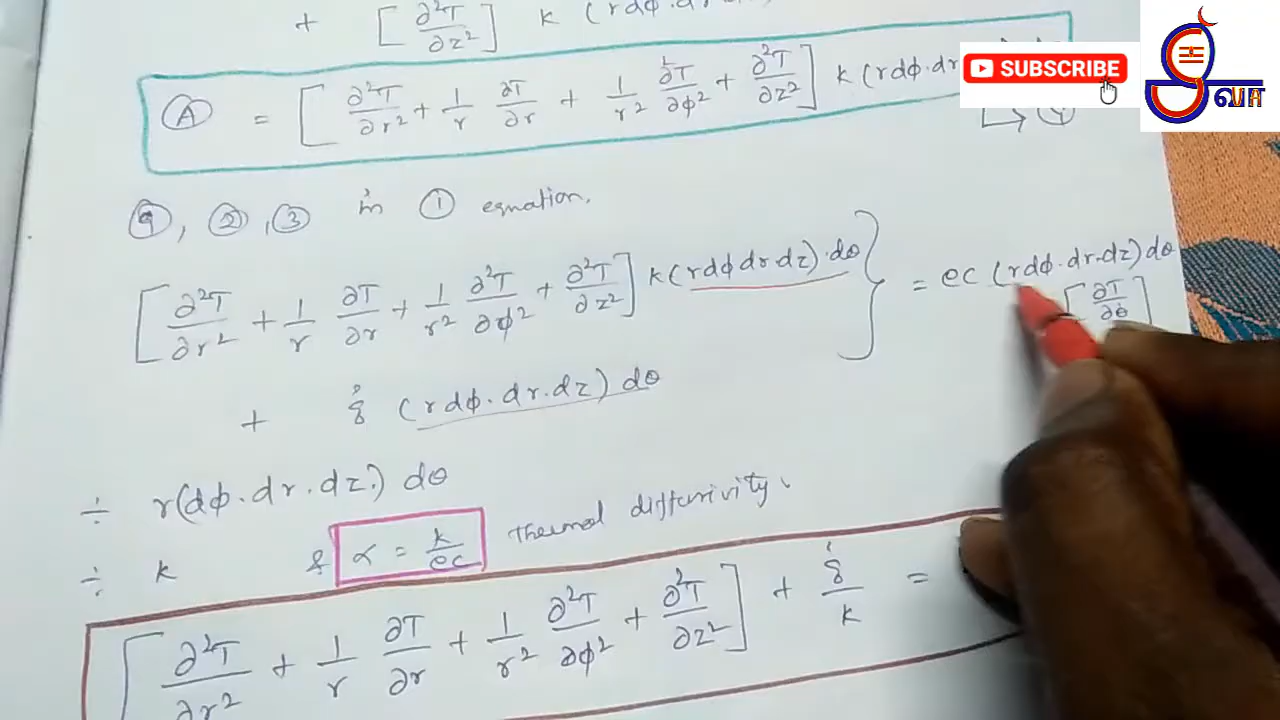 + [∂²T/∂z²] k (rdφ.d
SUBSCRIBE
சிவா
VA
Ⓐ = [∂²T/∂r² + 1/r ∂T/∂r + 1/r² ∂²T/∂φ² + ∂²T/∂z²] k (rdφ.dr
④, ②, ③ in ① equation.
[∂²T/∂r² + 1/r ∂T/∂r + 1/r² ∂²T/∂φ² + ∂²T/∂z²] k (rdφ dr.dz).dθ } = ρc (rdφ.dr.dz) dθ [∂T/∂θ]
+ q̇ (rdφ.dr.dz) dθ
÷ r(dφ.dr.dz.) dθ
÷ k & α = k/ρc thermal diffusivity.
[∂²T/∂r² + 1/r ∂T/∂r + 1/r² ∂²T/∂φ² + ∂²T/∂z²] + q̇/k =